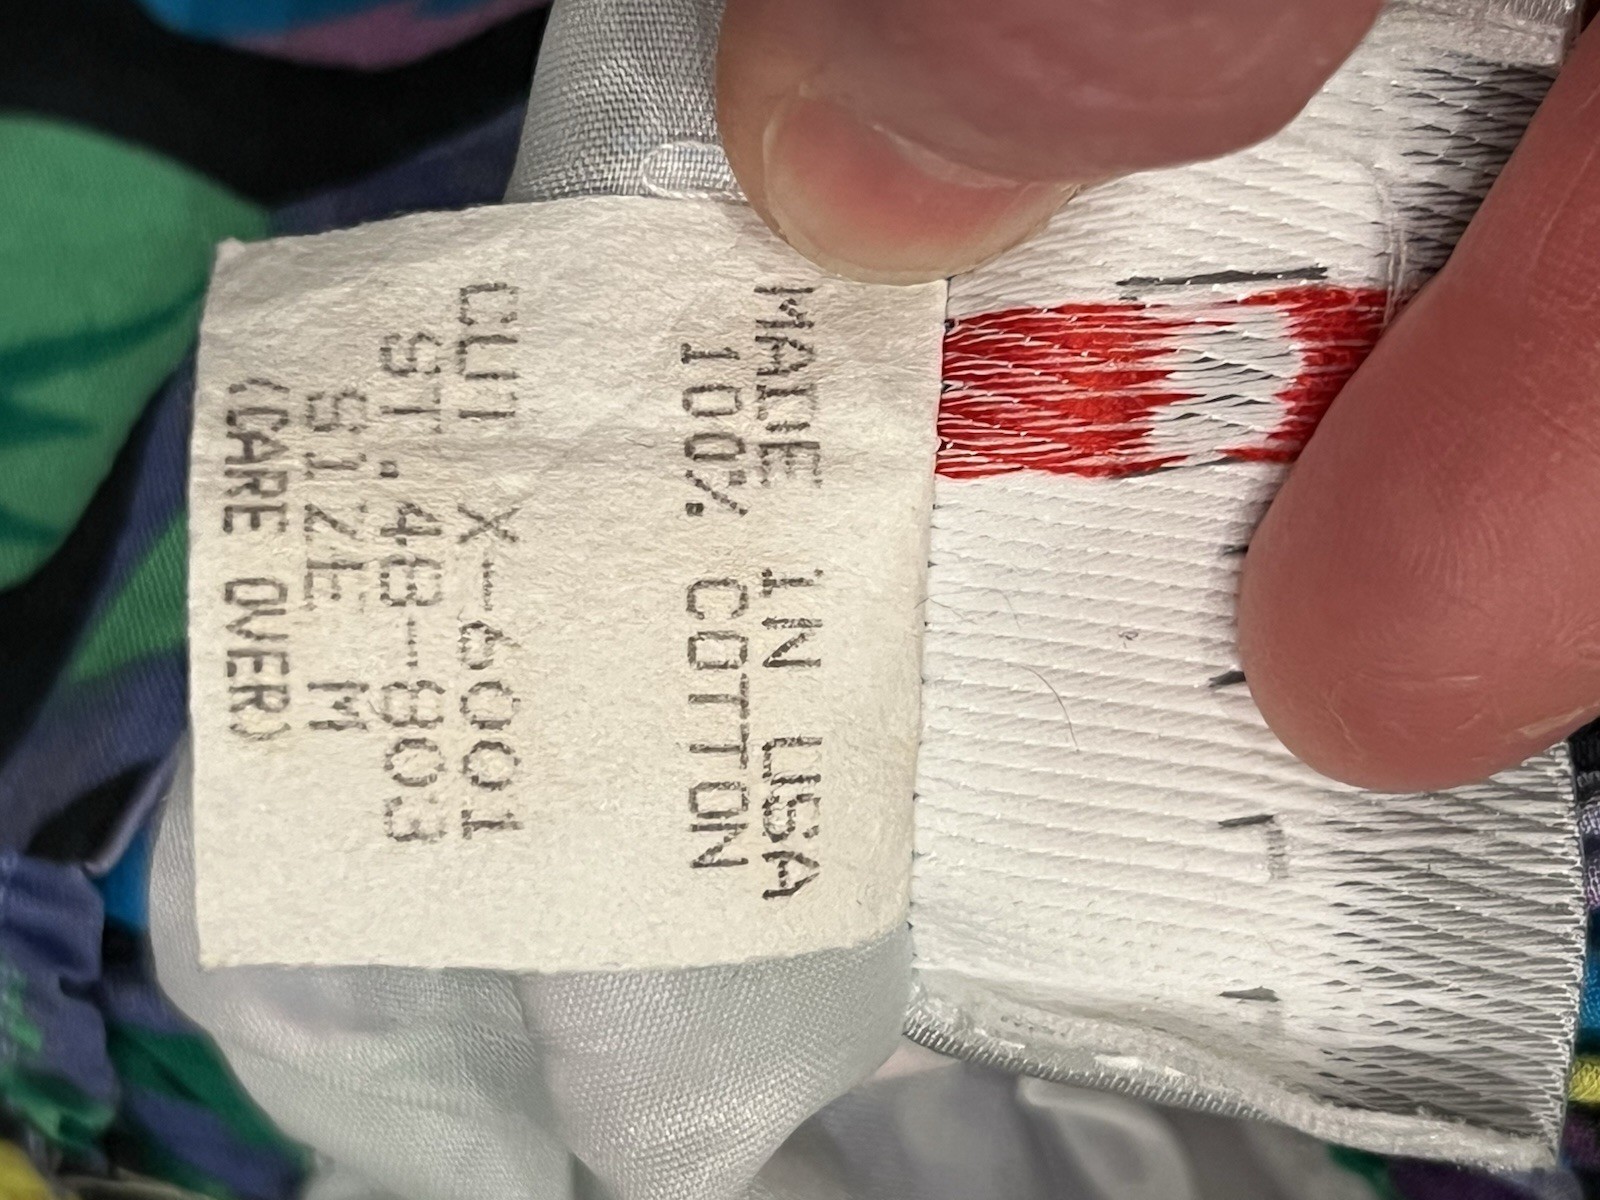 MADE IN USA
100% COTTON
CUT X-6001
ST.48-803
SIZE M
(CARE OVER)